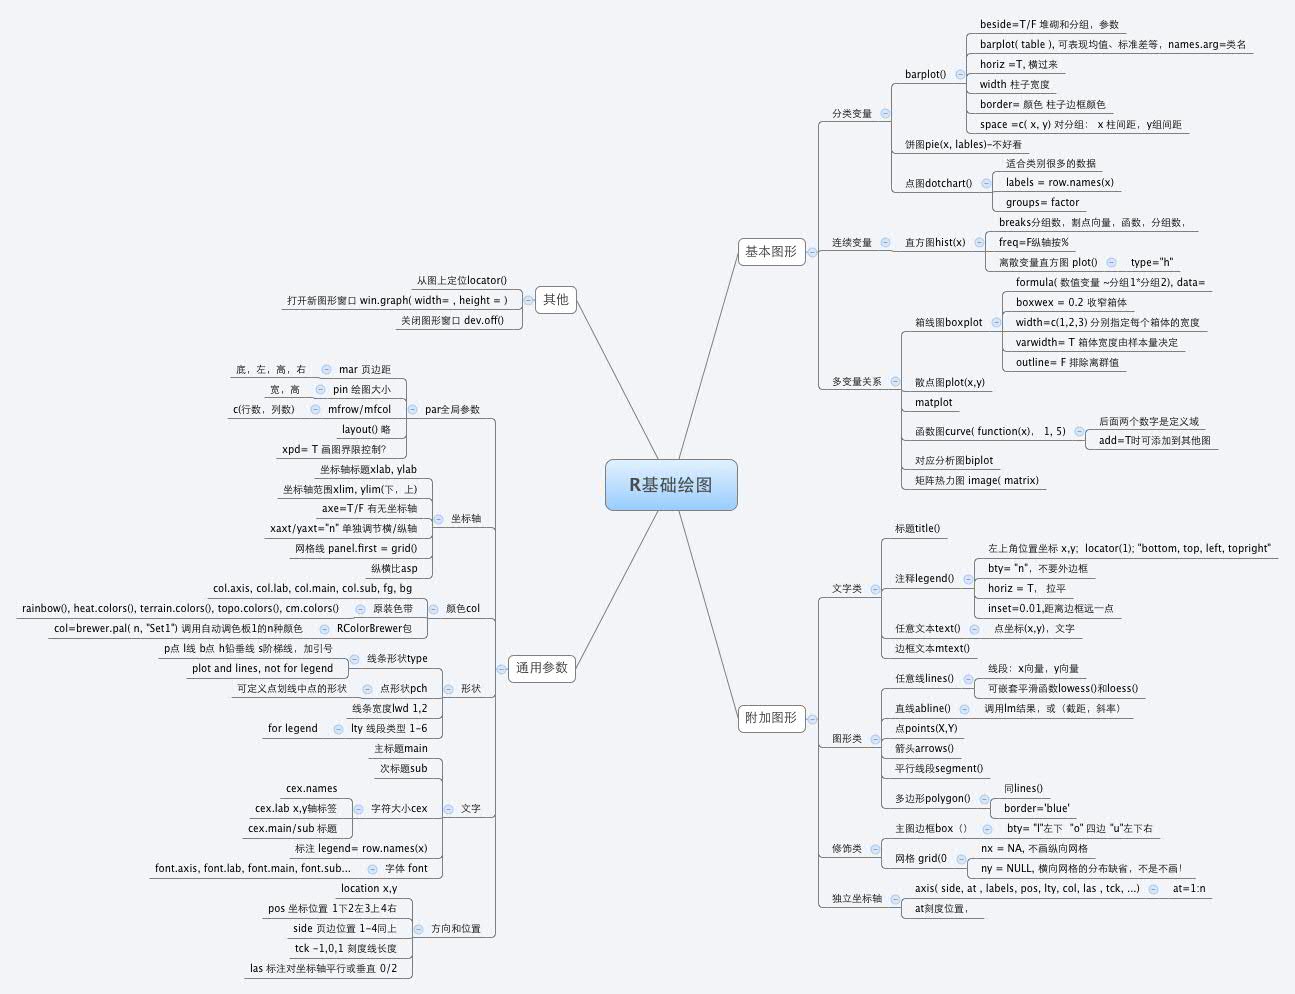 R基础绘图
基本图形
分类变量
barplot()
beside=T/F 堆砌和分组，参数
barplot( table ), 可表现均值、标准差等，names.arg=类名
horiz =T, 横过来
width 柱子宽度
border= 颜色 柱子边框颜色
space =c( x, y) 对分组： x 柱间距，y组间距
饼图pie(x, lables)-不好看
点图dotchart()
适合类别很多的数据
labels = row.names(x)
groups= factor
连续变量
直方图hist(x)
breaks分组数，割点向量，函数，分组数，
freq=F纵轴按%
离散变量直方图 plot()
type="h"
多变量关系
箱线图boxplot
formula( 数值变量 ~分组1*分组2), data=
boxwex = 0.2 收窄箱体
width=c(1,2,3) 分别指定每个箱体的宽度
varwidth= T 箱体宽度由样本量决定
outline= F 排除离群值
散点图plot(x,y)
matplot
函数图curve( function(x)， 1, 5)
后面两个数字是定义域
add=T时可添加到其他图
对应分析图biplot
矩阵热力图 image( matrix)
附加图形
文字类
标题title()
注释legend()
左上角位置坐标 x,y；locator(1); "bottom, top, left, topright"
bty= "n"，不要外边框
horiz = T， 拉平
inset=0.01,距离边框远一点
任意文本text()
点坐标(x,y)，文字
边框文本mtext()
图形类
任意线lines()
线段：x向量，y向量
可嵌套平滑函数lowess()和loess()
直线abline()
调用lm结果，或（截距，斜率）
点points(X,Y)
箭头arrows()
平行线段segment()
多边形polygon()
同lines()
border='blue'
修饰类
主图边框box（）
bty= "l"左下 "o" 四边 "u"左下右
网格 grid(0
nx = NA, 不画纵向网格
ny = NULL, 横向网格的分布缺省，不是不画！
独立坐标轴
axis( side, at , labels, pos, lty, col, las , tck, ...)
at=1:n
at刻度位置，
其他
从图上定位locator()
打开新图形窗口 win.graph( width= , height = )
关闭图形窗口 dev.off()
通用参数
par全局参数
mar 页边距
底，左，高，右
pin 绘图大小
宽，高
mfrow/mfcol
c(行数，列数)
layout() 略
xpd= T 画图界限控制？
坐标轴
坐标轴标题xlab, ylab
坐标轴范围xlim, ylim(下，上)
axe=T/F 有无坐标轴
xaxt/yaxt="n" 单独调节横/纵轴
网格线 panel.first = grid()
纵横比asp
颜色col
col.axis, col.lab, col.main, col.sub, fg, bg
原装色带
rainbow(), heat.colors(), terrain.colors(), topo.colors(), cm.colors()
RColorBrewer包
col=brewer.pal( n, "Set1") 调用自动调色板1的n种颜色
形状
线条形状type
p点 l线 b点 h铅垂线 s阶梯线，加引号
plot and lines, not for legend
点形状pch
可定义点划线中点的形状
线条宽度lwd 1,2
lty 线段类型 1-6
for legend
文字
主标题main
次标题sub
字符大小cex
cex.names
cex.lab x,y轴标签
cex.main/sub 标题
标注 legend= row.names(x)
字体 font
font.axis, font.lab, font.main, font.sub...
方向和位置
location x,y
pos 坐标位置 1下2左3上4右
side 页边位置 1-4同上
tck -1,0,1 刻度线长度
las 标注对坐标轴平行或垂直 0/2